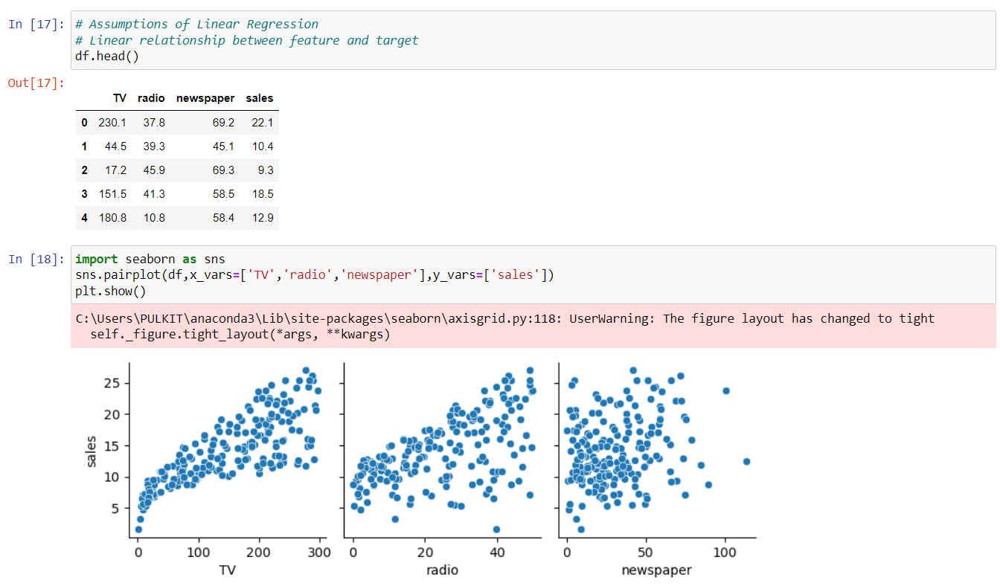 In [17]: # Assumptions of Linear Regression
# Linear relationship between feature and target
df.head()
Out[17]:
TV radio newspaper sales
0 230.1 37.8 69.2 22.1
1 44.5 39.3 45.1 10.4
2 17.2 45.9 69.3 9.3
3 151.5 41.3 58.5 18.5
4 180.8 10.8 58.4 12.9
In [18]: import seaborn as sns
sns.pairplot(df,x_vars=['TV','radio','newspaper'],y_vars=['sales'])
plt.show()
C:\Users\PULKIT\anaconda3\Lib\site-packages\seaborn\axisgrid.py:118: UserWarning: The figure layout has changed to tight
self._figure.tight_layout(*args, **kwargs)
25
20
15
10
5
sales
0 100 200 300
TV
0 20 40
radio
0 50 100
newspaper